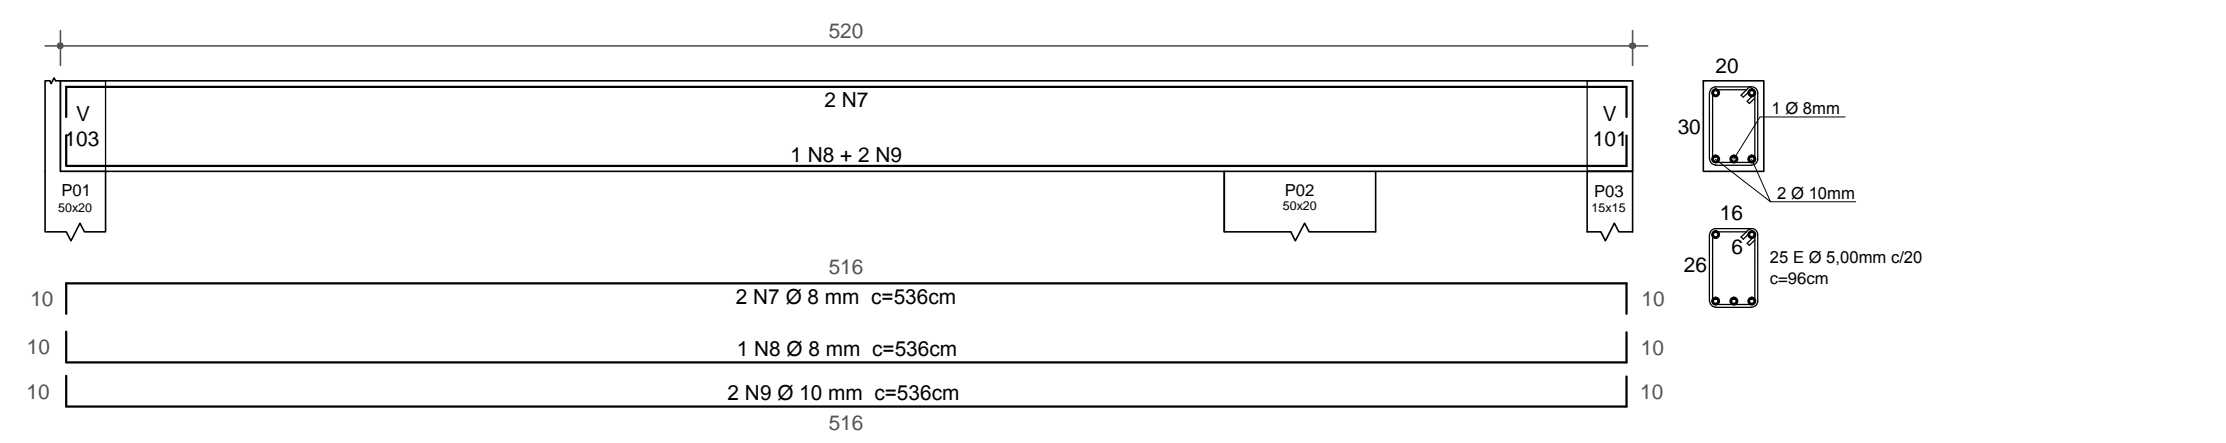 520
20
2 N7
V
103
V
101
1 Ø 8mm
30
1 N8 + 2 N9
P01
50x20
P02
50x20
P03
15x15
2 Ø 10mm
16
6
26
25 E Ø 5,00mm c/20
c=96cm
516
10
2 N7 Ø 8 mm c=536cm
10
10
1 N8 Ø 8 mm c=536cm
10
10
2 N9 Ø 10 mm c=536cm
10
516